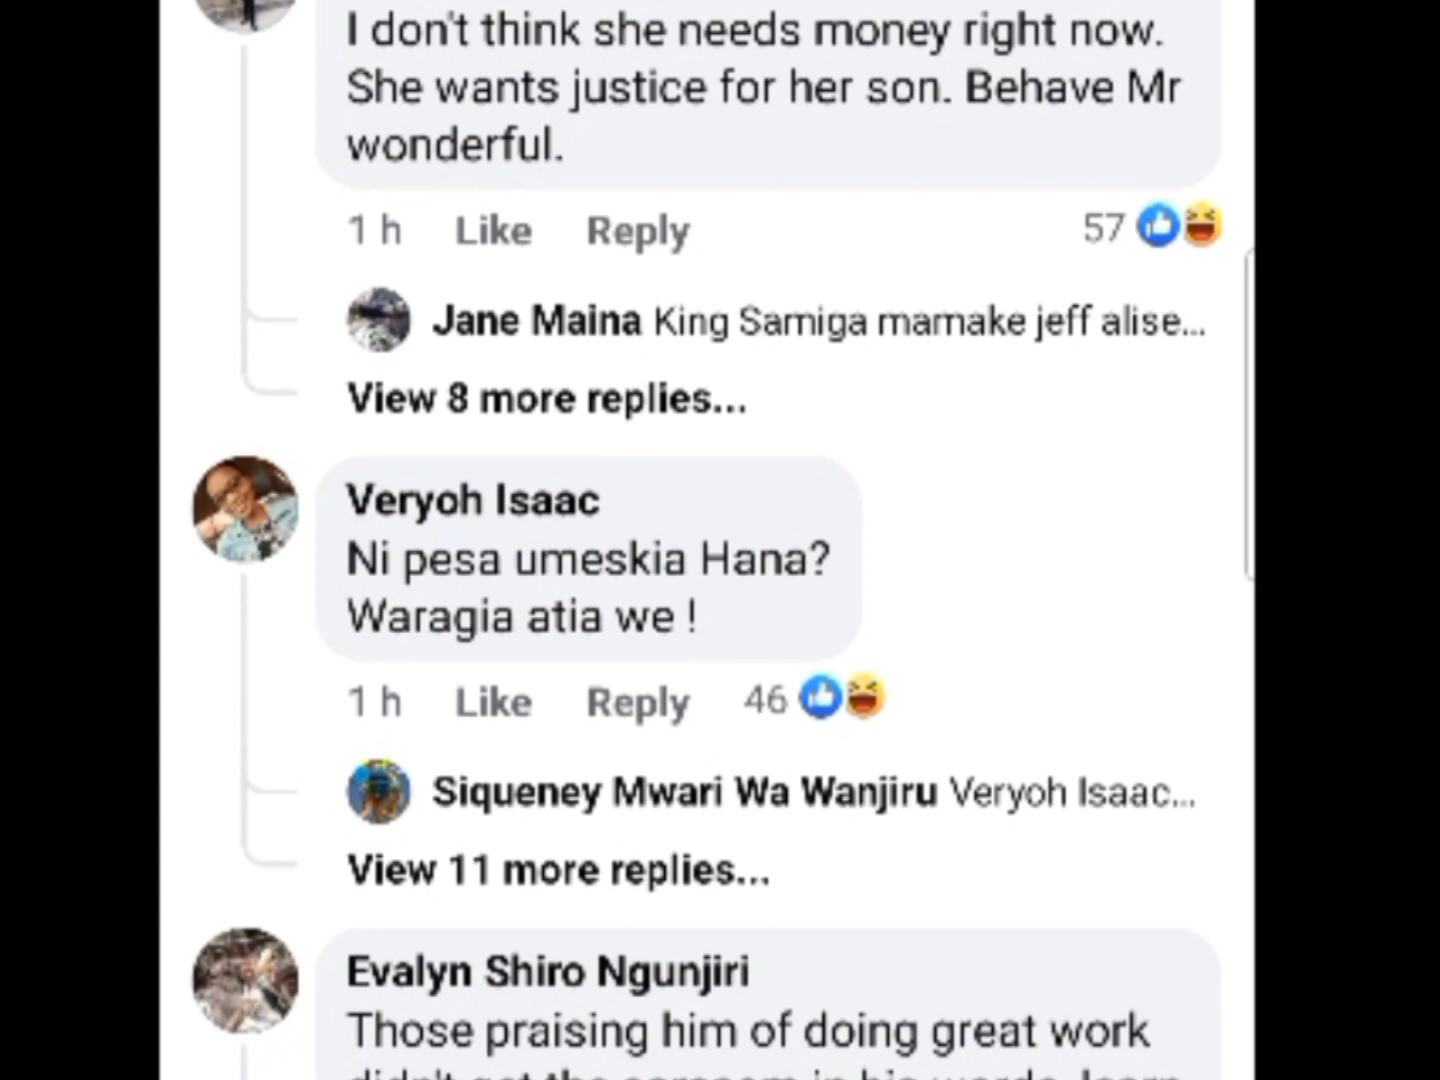 I don't think she needs money right now.
She wants justice for her son. Behave Mr
wonderful.
1 h Like Reply 57
Jane Maina King Samiga mamake jeff alise...
View 8 more replies...
Veryoh Isaac
Ni pesa umeskia Hana?
Waragia atia we !
1 h Like Reply 46
Siqueney Mwari Wa Wanjiru Veryoh Isaac...
View 11 more replies...
Evalyn Shiro Ngunjiri
Those praising him of doing great work